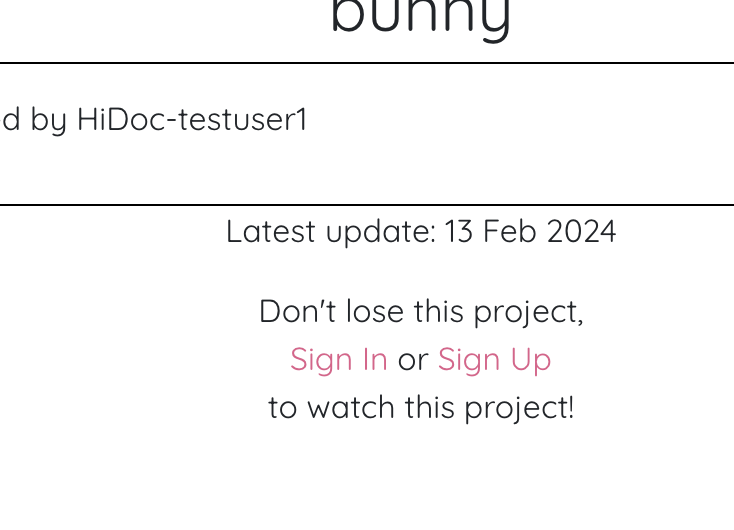 bunny
d by HiDoc-testuser1
Latest update: 13 Feb 2024
Don't lose this project,
Sign In or Sign Up
to watch this project!